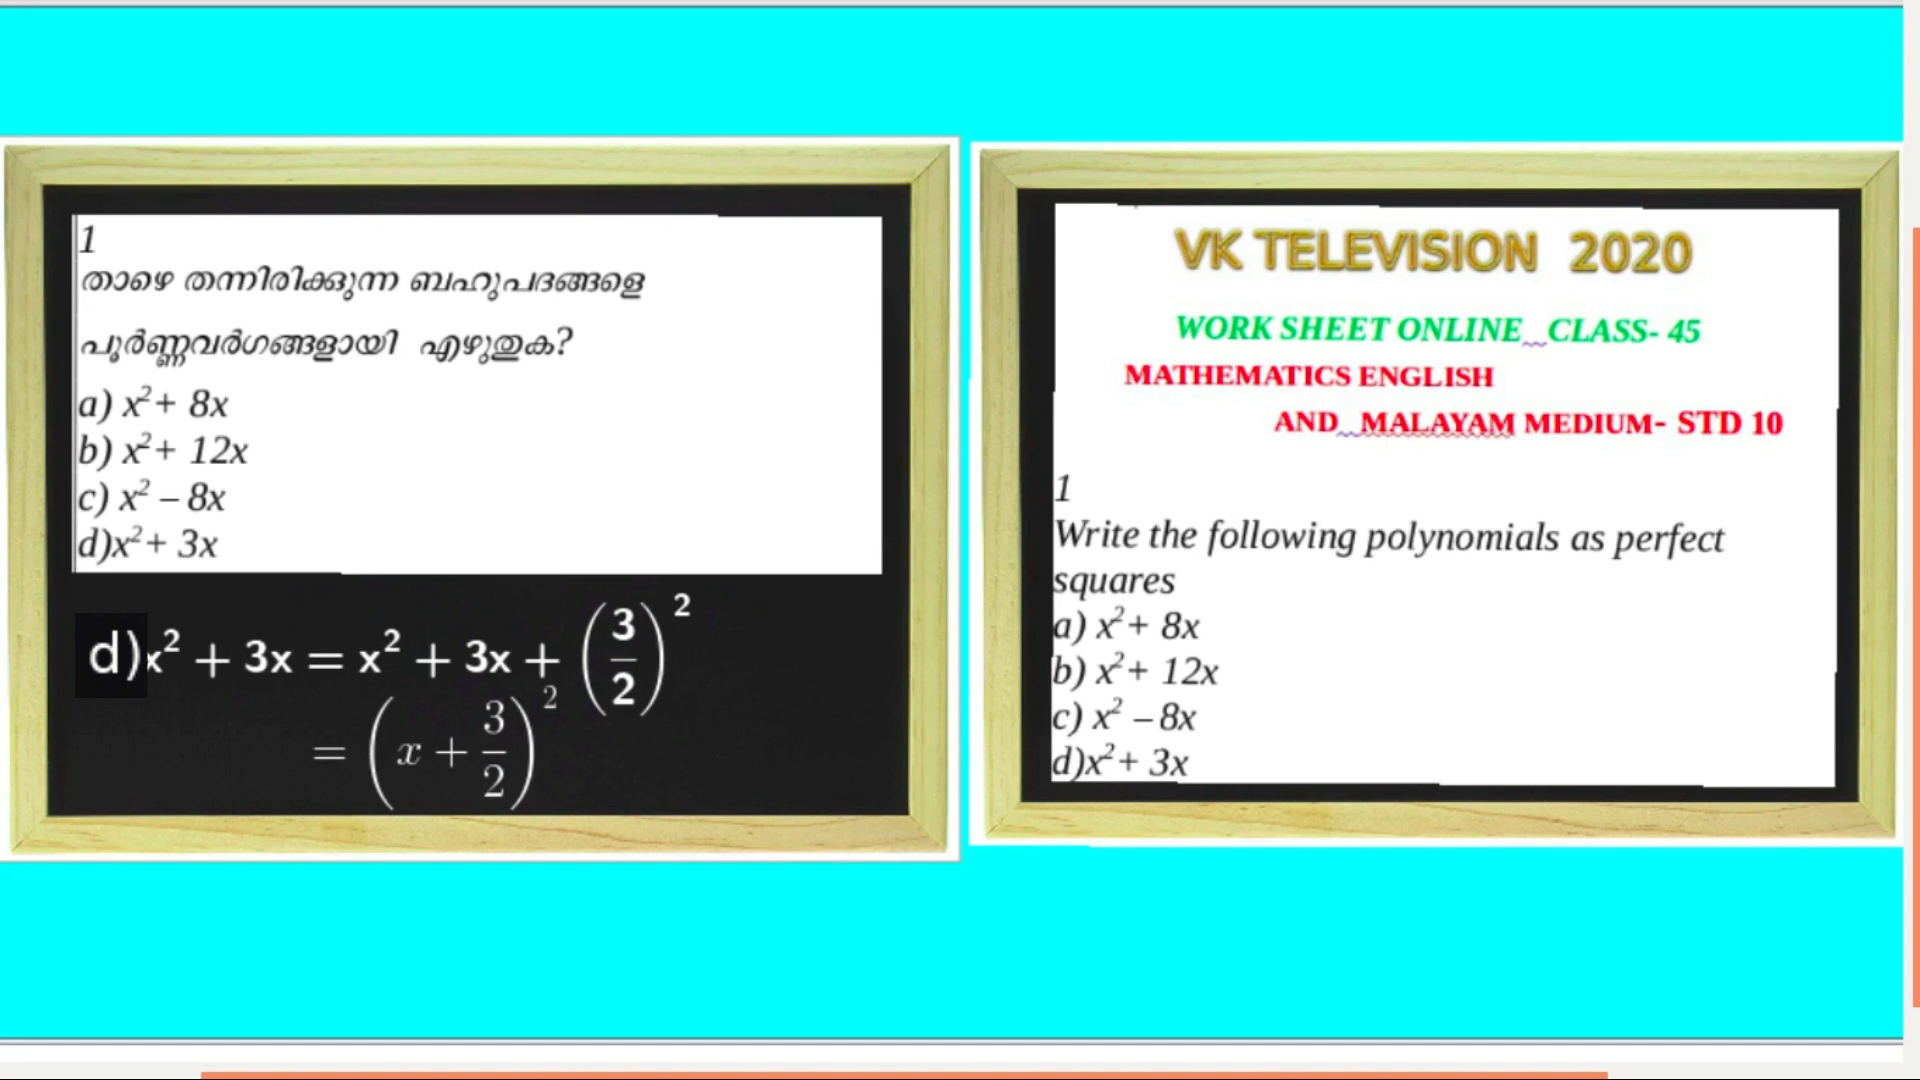 1
താഴെ തന്നിരിക്കുന്ന ബഹുപദങ്ങളെ
പൂർണ്ണവർഗങ്ങളായി എഴുതുക?
a) x²+ 8x
b) x²+ 12x
c) x² – 8x
d)x²+ 3x
d)x² + 3x = x² + 3x + (3/2)²
= (x + 3/2)²
VK TELEVISION 2020
WORK SHEET ONLINE CLASS- 45
MATHEMATICS ENGLISH
AND MALAYAM MEDIUM- STD 10
1
Write the following polynomials as perfect
squares
a) x²+ 8x
b) x²+ 12x
c) x² – 8x
d)x²+ 3x